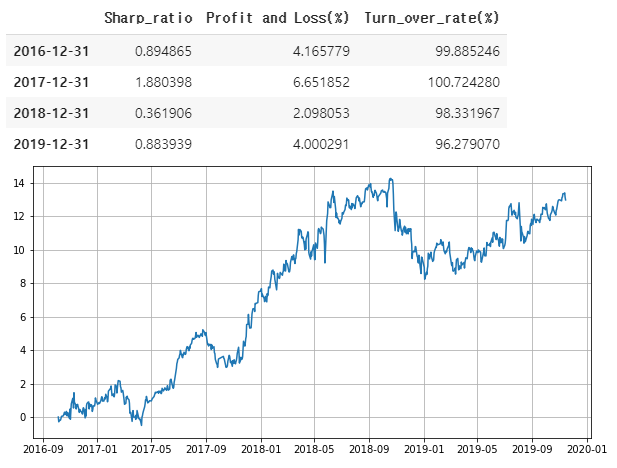 Sharp_ratio Profit and Loss(%) Turn_over_rate(%)
2016-12-31 0.894865 4.165779 99.885246
2017-12-31 1.880398 6.651852 100.724280
2018-12-31 0.361906 2.098053 98.331967
2019-12-31 0.883939 4.000291 96.279070
14
12
10
8
6
4
2
0
2016-09 2017-01 2017-05 2017-09 2018-01 2018-05 2018-09 2019-01 2019-05 2019-09 2020-01